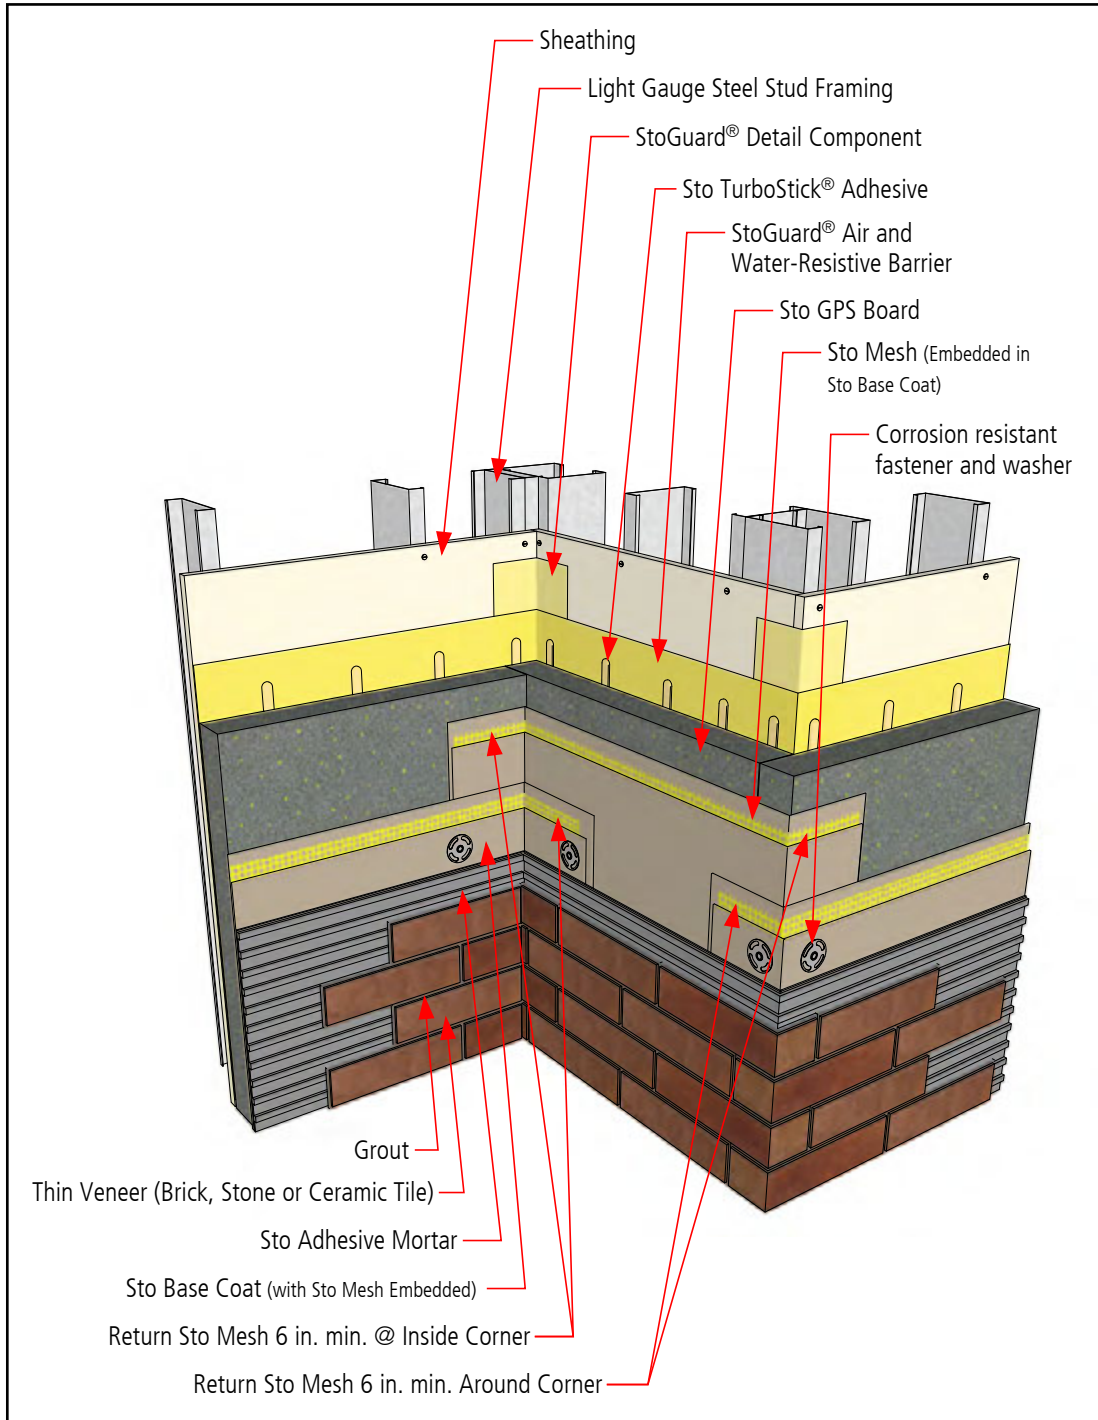 Sheathing
Light Gauge Steel Stud Framing
StoGuard® Detail Component
Sto TurboStick® Adhesive
StoGuard® Air and
Water-Resistive Barrier
Sto GPS Board
Sto Mesh (Embedded in
Sto Base Coat)
Corrosion resistant
fastener and washer
Grout
Thin Veneer (Brick, Stone or Ceramic Tile)
Sto Adhesive Mortar
Sto Base Coat (with Sto Mesh Embedded)
Return Sto Mesh 6 in. min. @ Inside Corner
Return Sto Mesh 6 in. min. Around Corner